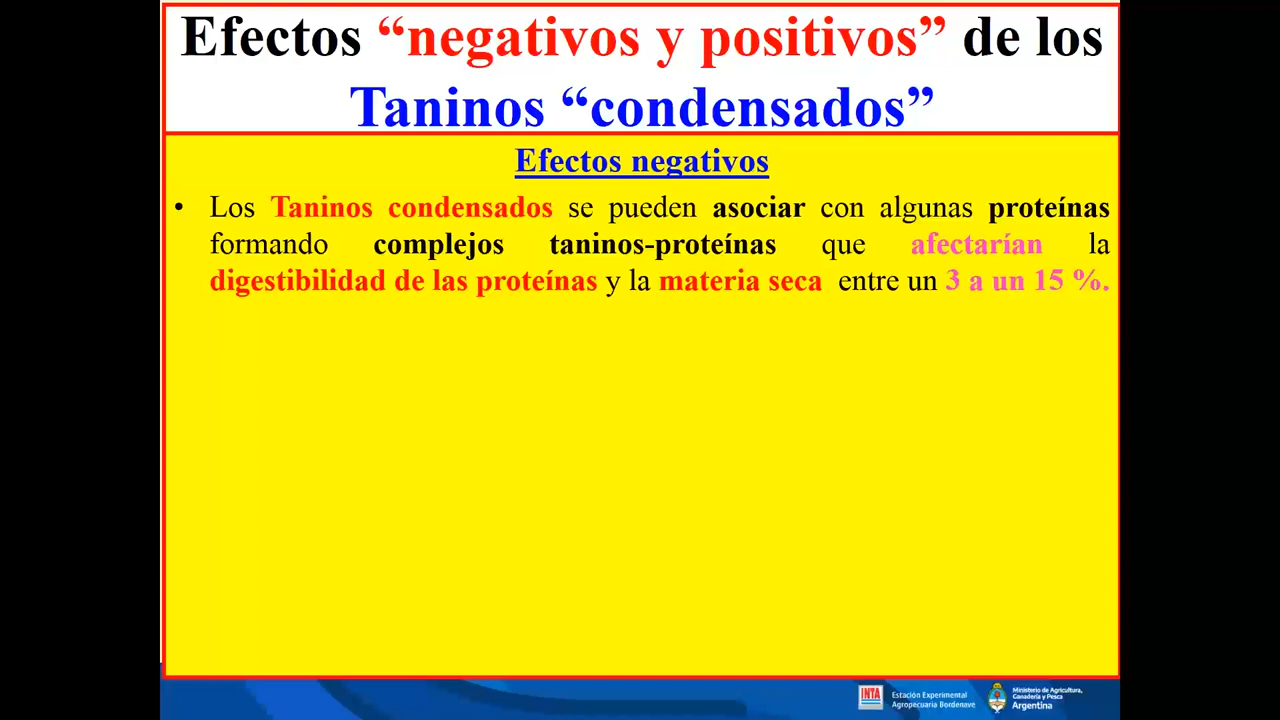 Efectos “negativos y positivos” de los
Taninos “condensados”
Efectos negativos
• Los Taninos condensados se pueden asociar con algunas proteínas
formando complejos taninos-proteínas que afectarían la
digestibilidad de las proteínas y la materia seca entre un 3 a un 15 %.
INTA
Estación Experimental
Agropecuaria Bordenave
Ministerio de Agricultura,
Ganadería y Pesca
Argentina